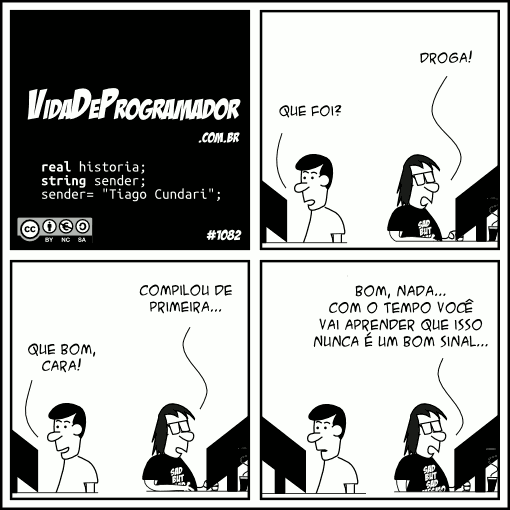 VIDADEPROGRAMADOR
.COM.BR
real historia;
string sender;
sender= "Tiago Cundari";
cc
BY NC SA
#1082
DROGA!
QUE FOI?
SAD
BUT
COMPILOU DE
PRIMEIRA...
QUE BOM,
CARA!
SAD
BUT
BOM, NADA...
COM O TEMPO VOCÊ
VAI APRENDER QUE ISSO
NUNCA É UM BOM SINAL...
SAD
BUT